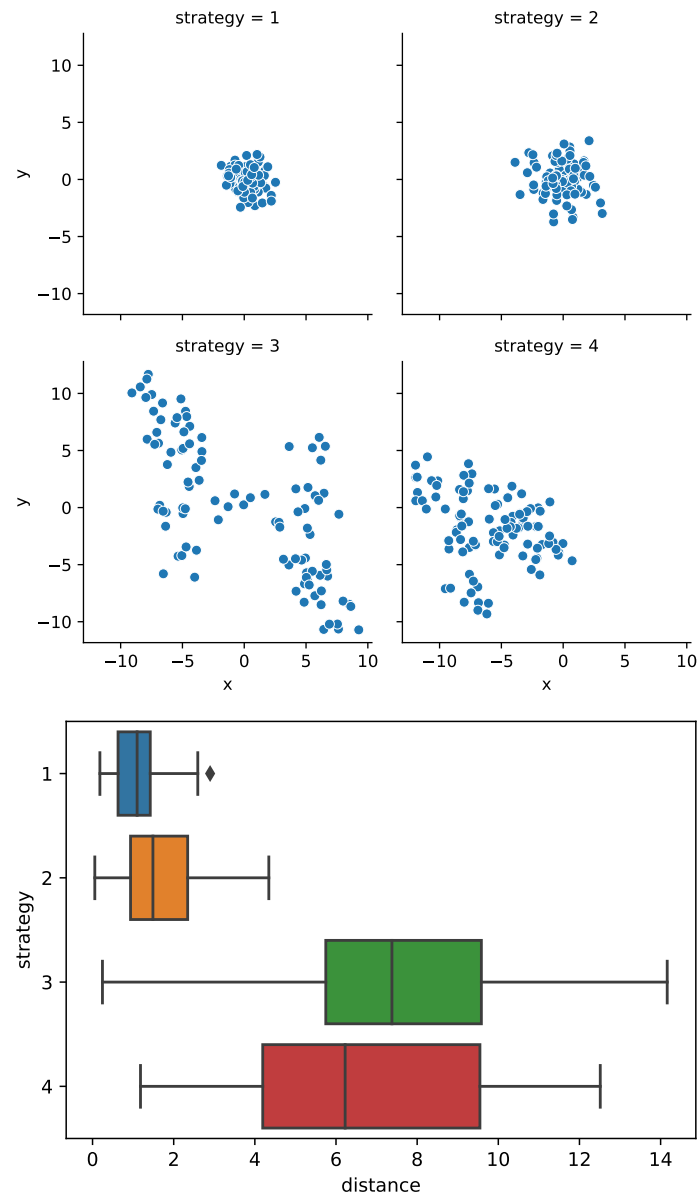 strategy = 1
strategy = 2
10
5
0
−5
−10
y
strategy = 3
strategy = 4
10
5
0
−5
−10
y
−10 −5 0 5 10
−10 −5 0 5 10
x
x
1
2
3
4
strategy
0 2 4 6 8 10 12 14
distance